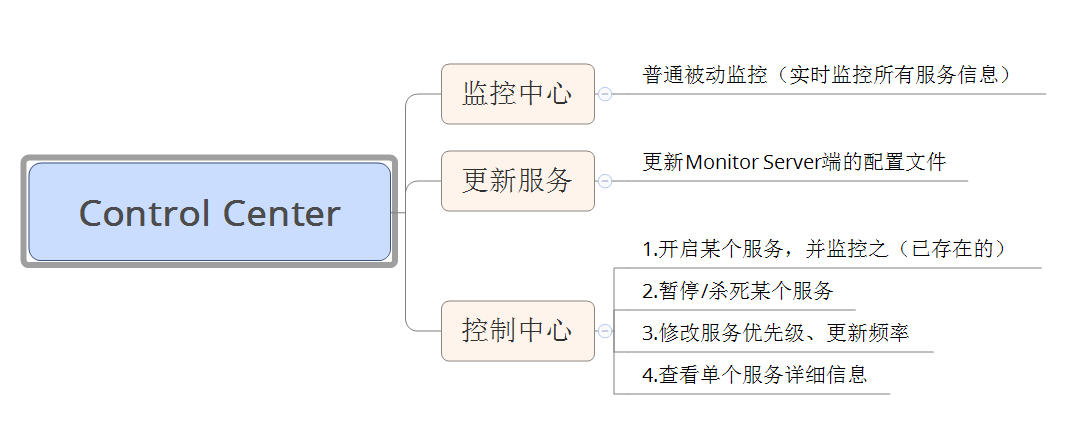 Control Center
监控中心
普通被动监控（实时监控所有服务信息）
更新服务
更新Monitor Server端的配置文件
控制中心
1.开启某个服务，并监控之（已存在的）
2.暂停/杀死某个服务
3.修改服务优先级、更新频率
4.查看单个服务详细信息